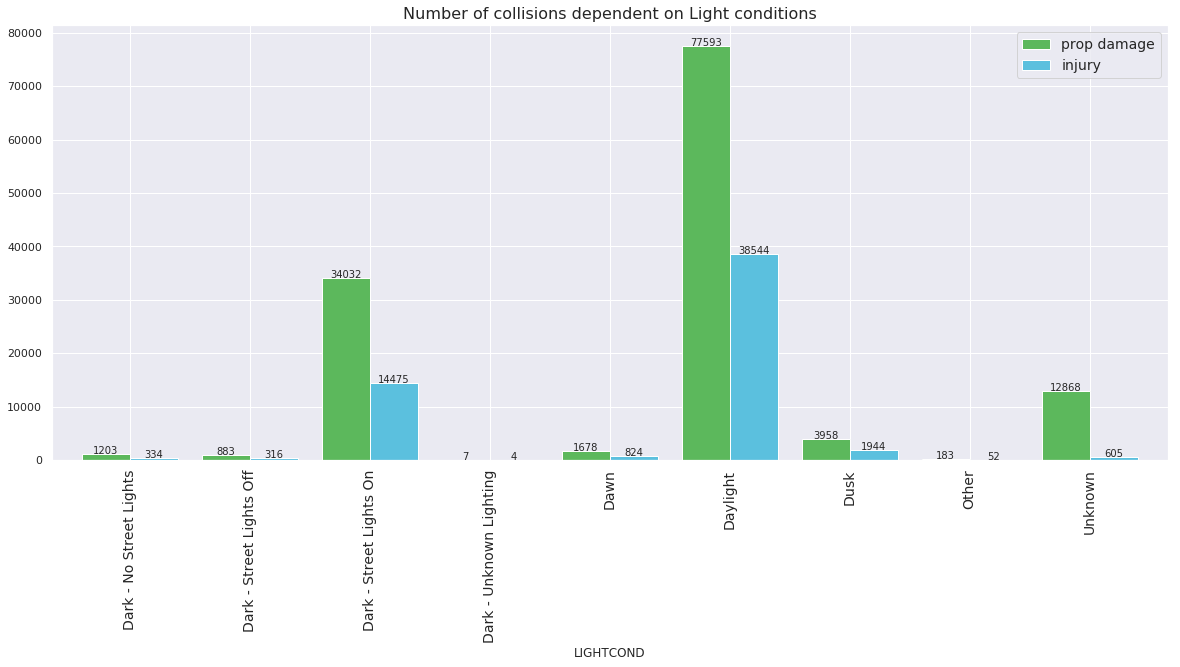 Number of collisions dependent on Light conditions
prop damage
injury
80000
70000
60000
50000
40000
30000
20000
10000
0
1203
334
883
316
34032
14475
7
4
1678
824
77593
38544
3958
1944
183
52
12868
605
Dark - No Street Lights
Dark - Street Lights Off
Dark - Street Lights On
Dark - Unknown Lighting
Dawn
Daylight
Dusk
Other
Unknown
LIGHTCOND